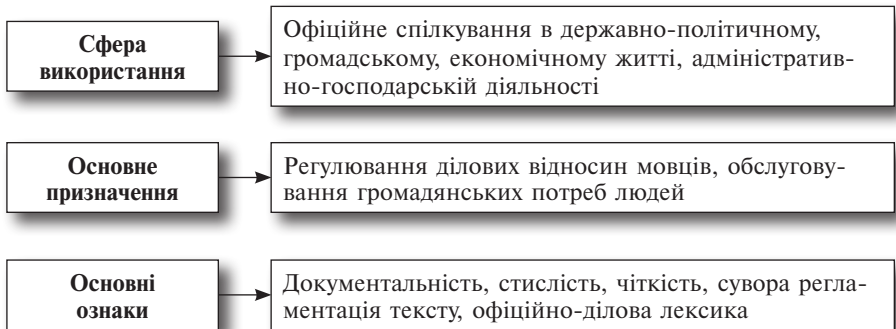 Сфера
використання
Офіційне спілкування в державно-політичному,
громадському, економічному житті, адміністратив-
но-господарській діяльності
Основне
призначення
Регулювання ділових відносин мовців, обслугову-
вання громадянських потреб людей
Основні
ознаки
Документальність, стислість, чіткість, сувора регла-
ментація тексту, офіційно-ділова лексика